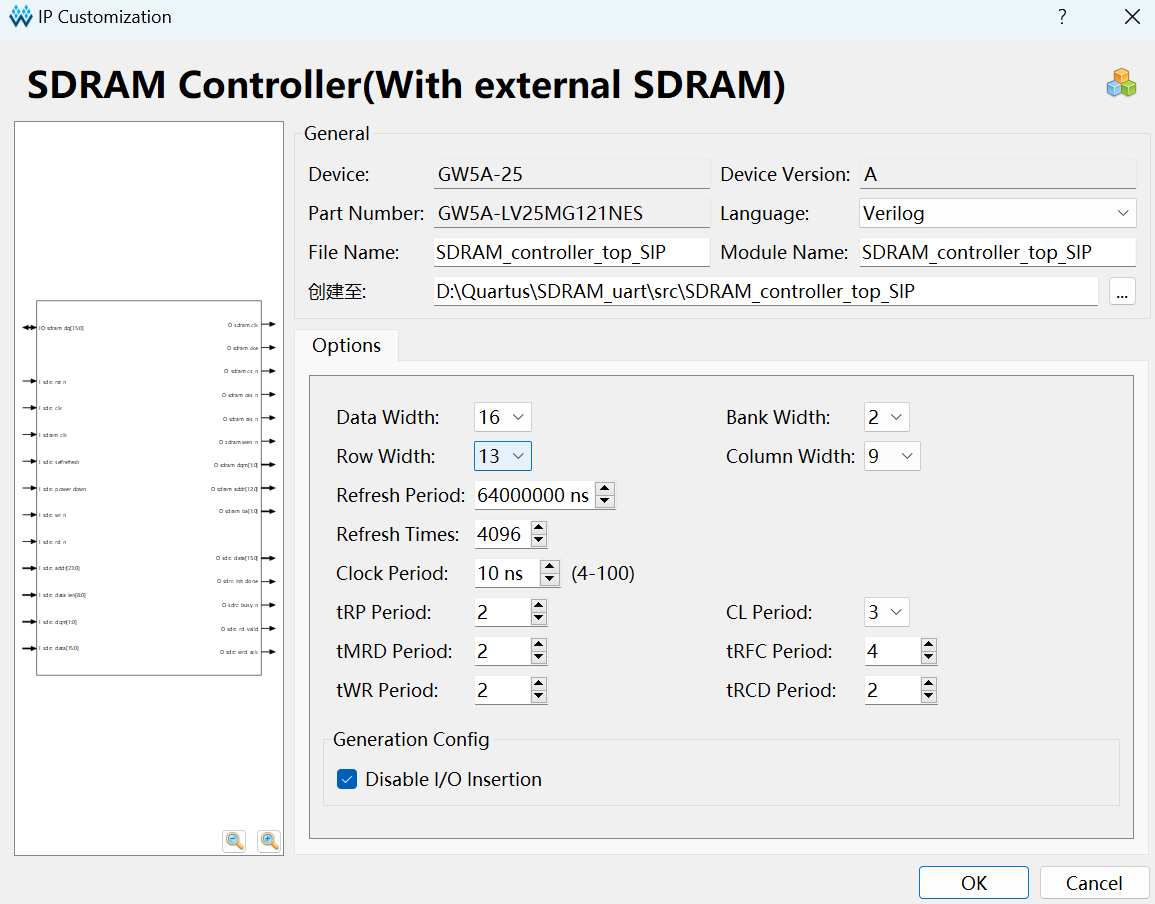 IP Customization
?
SDRAM Controller(With external SDRAM)
IO sdram dq[15:0]
I sdrc rst n
I sdrc clk
I sdram clk
I sdrc selfrefresh
I sdrc power down
I sdrc wr n
I sdrc rd n
I sdrc addr[23:0]
I sdrc data len[8:0]
I sdrc dqm[1:0]
I sdrc data[15:0]
O sdram clk
O sdram cke
O sdram cs n
O sdram cas n
O sdram ras n
O sdram wen n
O sdram dqm[1:0]
O sdram addr[12:0]
O sdram ba[1:0]
O sdrc data[15:0]
O sdrc init done
O sdrc busy n
O sdrc rd valid
O sdrc wrd ack
General
Device: GW5A-25 Device Version: A
Part Number: GW5A-LV25MG121NES Language: Verilog
File Name: SDRAM_controller_top_SIP Module Name: SDRAM_controller_top_SIP
创建至: D:\Quartus\SDRAM_uart\src\SDRAM_controller_top_SIP ...
Options
Data Width: 16 Bank Width: 2
Row Width: 13 Column Width: 9
Refresh Period: 64000000 ns
Refresh Times: 4096
Clock Period: 10 ns (4-100)
tRP Period: 2 CL Period: 3
tMRD Period: 2 tRFC Period: 4
tWR Period: 2 tRCD Period: 2
Generation Config
Disable I/O Insertion
OK Cancel